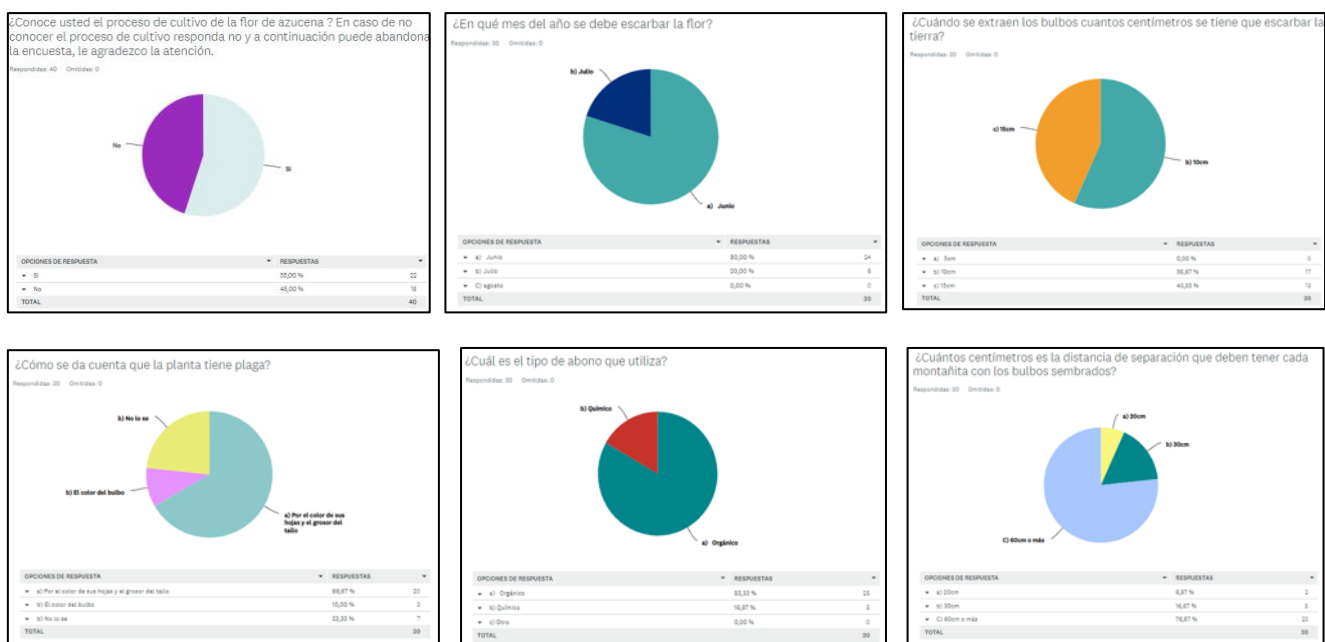 ¿Conoce usted el proceso de cultivo de la flor de azucena ? En caso de no
conocer el proceso de cultivo responda no y a continuación puede abandona
la encuesta, le agradezco la atención.
Respondidas: 40 Omitidas: 0
No
Si
OPCIONES DE RESPUESTA RESPUESTAS
Si 55,00 % 22
No 45,00 % 18
TOTAL 40
¿En qué mes del año se debe escarbar la flor?
Respondidas: 30 Omitidas: 0
b) Julio
a) Junio
OPCIONES DE RESPUESTA RESPUESTAS
a) Junio 80,00 % 24
b) Julio 20,00 % 6
C) agosto 0,00 % 0
TOTAL 30
¿Cuándo se extraen los bulbos cuantos centímetros se tiene que escarbar la
tierra?
Respondidas: 30 Omitidas: 0
c) 15cm
b) 10cm
OPCIONES DE RESPUESTA RESPUESTAS
a) 5cm 0,00 % 0
b) 10cm 56,67 % 17
c) 15cm 43,33 % 13
TOTAL 30
¿Cómo se da cuenta que la planta tiene plaga?
Respondidas: 30 Omitidas: 0
b) No lo se
b) El color del bulbo
a) Por el color de sus
hojas y el grosor del
tallo
OPCIONES DE RESPUESTA RESPUESTAS
a) Por el color de sus hojas y el grosor del tallo 66,67 % 20
b) El color del bulbo 10,00 % 3
b) No lo se 23,33 % 7
TOTAL 30
¿Cuál es el tipo de abono que utiliza?
Respondidas: 30 Omitidas: 0
b) Químico
a) Orgánico
OPCIONES DE RESPUESTA RESPUESTAS
a) Orgánico 83,33 % 25
b) Químico 16,67 % 5
c) Otro 0,00 % 0
TOTAL 30
¿Cuántos centímetros es la distancia de separación que deben tener cada
montañita con los bulbos sembrados?
Respondidas: 30 Omitidas: 0
a) 20cm
b) 30cm
C) 60cm o más
OPCIONES DE RESPUESTA RESPUESTAS
a) 20cm 6,67 % 2
b) 30cm 16,67 % 5
C) 60cm o más 76,67 % 23
TOTAL 30